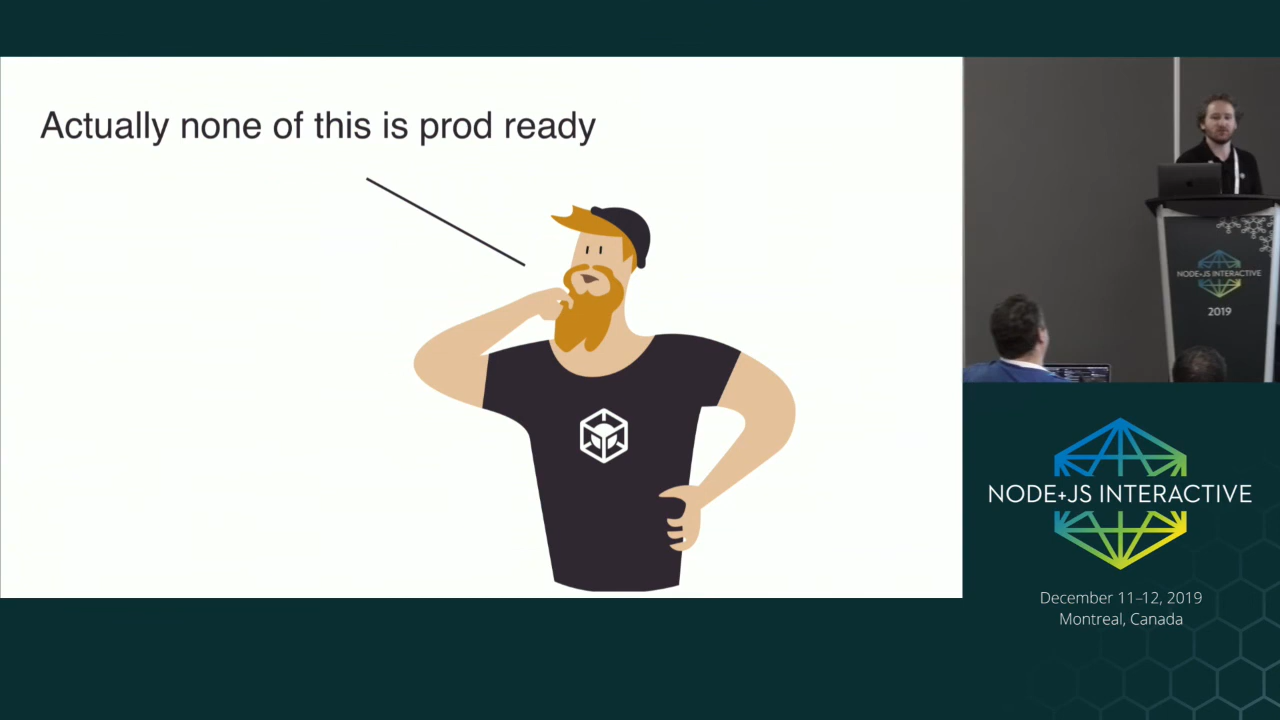 Actually none of this is prod ready
NODE+JS INTERACTIVE
2019
NODE+JS INTERACTIVE
December 11–12, 2019
Montreal, Canada